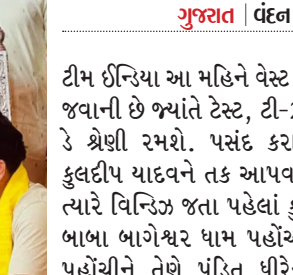 ગુજરાત | વંદન
ટીમ ઈન્ડિયા આ મહિને વેસ્ટ
જવાની છે જ્યાંતે ટેસ્ટ, ટી-
ડે શ્રેણી રમશે. પસંદ કરા
કુલદીપ યાદવને તક આપવ
ત્યારે વિન્ડિઝ જતા પહેલાં
બાબા બાગેશ્વર ધામ પહોંચ
પહોંચીને તેણે પંડિત